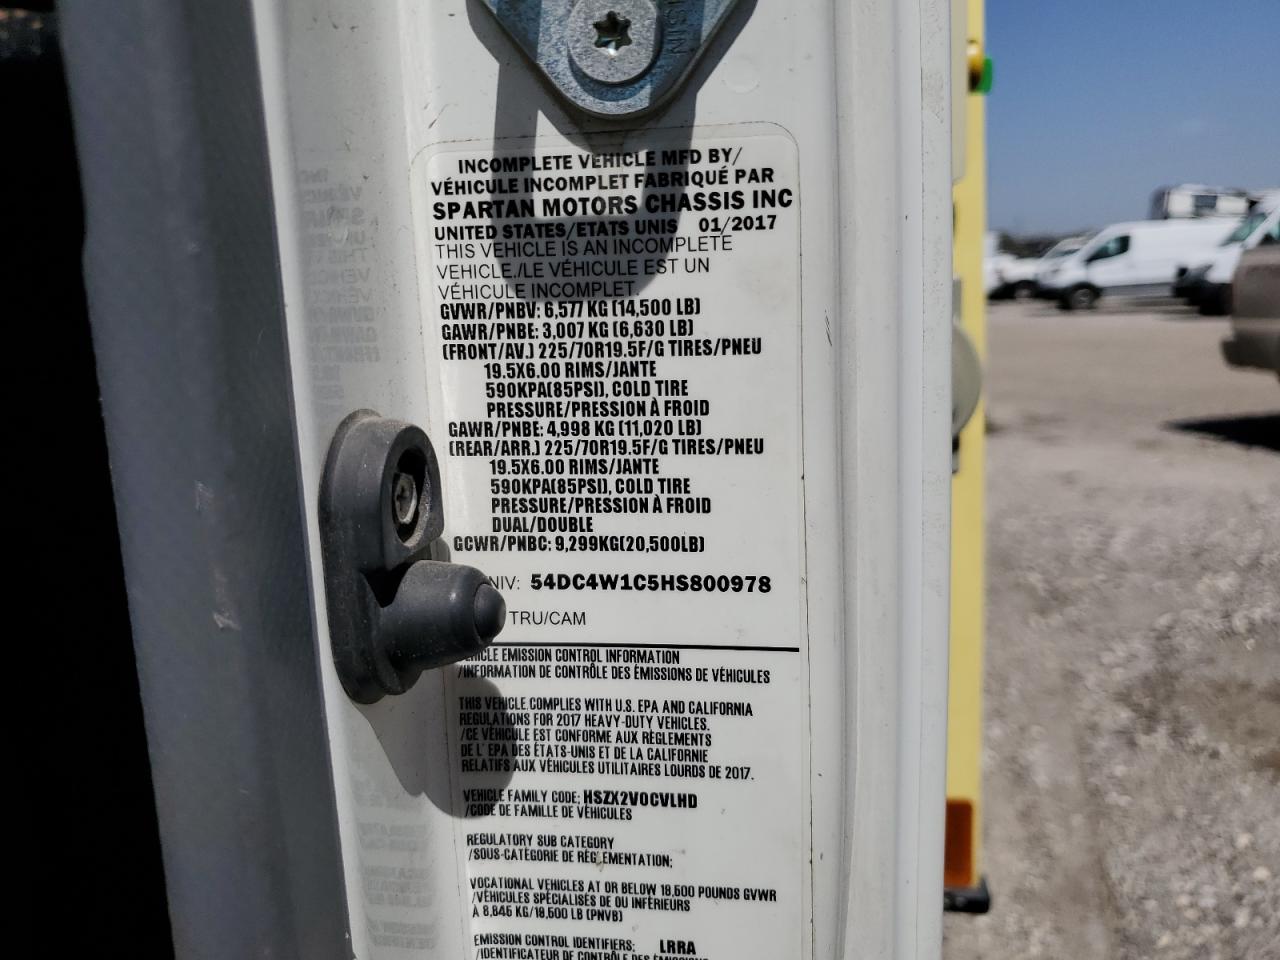 INCOMPLETE VEHICLE MFD BY/
VÉHICULE INCOMPLET FABRIQUÉ PAR
SPARTAN MOTORS CHASSIS INC
UNITED STATES/ETATS UNIS 01/2017
THIS VEHICLE IS AN INCOMPLETE
VEHICLE./LE VÉHICULE EST UN
VÉHICULE INCOMPLET.
GVWR/PNBV: 6,577 KG (14,500 LB)
GAWR/PNBE: 3,007 KG (6,630 LB)
(FRONT/AV.) 225/70R19.5F/G TIRES/PNEU
19.5X6.00 RIMS/JANTE
590KPA(85PSI), COLD TIRE
PRESSURE/PRESSION À FROID
GAWR/PNBE: 4,998 KG (11,020 LB)
(REAR/ARR.) 225/70R19.5F/G TIRES/PNEU
19.5X6.00 RIMS/JANTE
590KPA(85PSI), COLD TIRE
PRESSURE/PRESSION À FROID
DUAL/DOUBLE
GCWR/PNBC: 9,299KG(20,500LB)
NIV: 54DC4W1C5HS800978
TRU/CAM
EMISSION CONTROL INFORMATION
/INFORMATION DE CONTRÔLE DES ÉMISSIONS DE VÉHICULES
THIS VEHICLE COMPLIES WITH U.S. EPA AND CALIFORNIA
REGULATIONS FOR 2017 HEAVY-DUTY VEHICLES.
/CE VÉHICULE EST CONFORME AUX RÈGLEMENTS
DE L'EPA DES ÉTATS-UNIS ET DE LA CALIFORNIE
RELATIFS AUX VÉHICULES UTILITAIRES LOURDS DE 2017.
VEHICLE FAMILY CODE: HSZX2VOCVLHD
/CODE DE FAMILLE DE VÉHICULES
REGULATORY SUB CATEGORY
/SOUS-CATÉGORIE DE RÉGLEMENTATION:
VOCATIONAL VEHICLES AT OR BELOW 18,500 POUNDS GVWR
/VÉHICULES SPÉCIALISÉS DE OU INFÉRIEURS
À 8,845 KG/18,500 LB (PNVB)
EMISSION CONTROL IDENTIFIERS: LRRA
/IDENTIFICATEUR DE CONTRÔLE DES